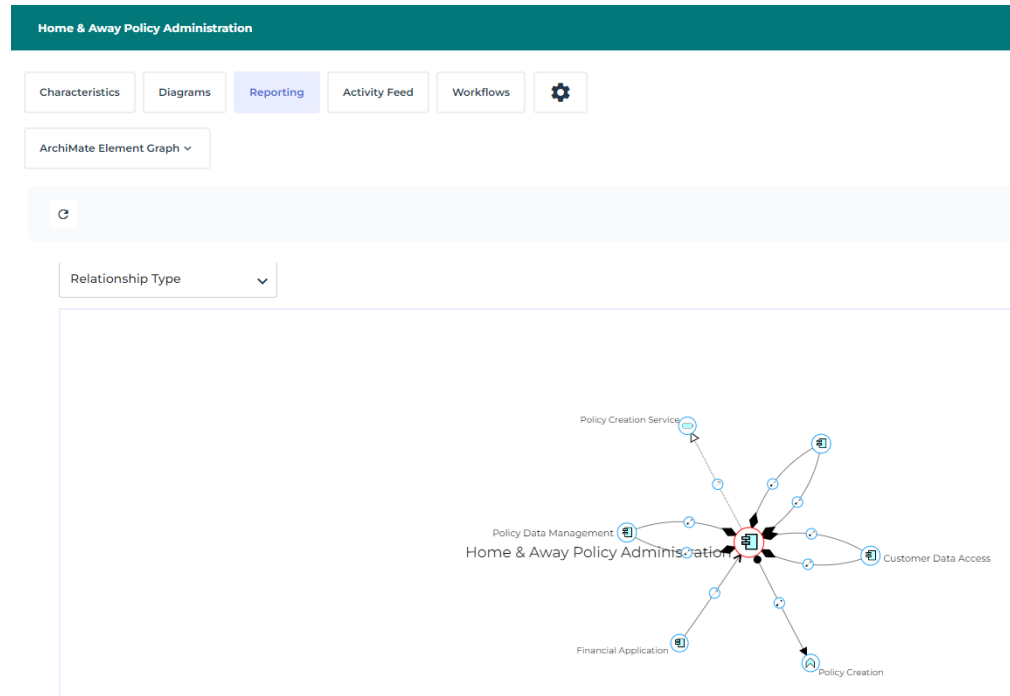 Home & Away Policy Administration
Characteristics
Diagrams
Reporting
Activity Feed
Workflows
ArchiMate Element Graph
Relationship Type
Policy Creation Service
Policy Data Management
Home & Away Policy Administration
Customer Data Access
Financial Application
Policy Creation